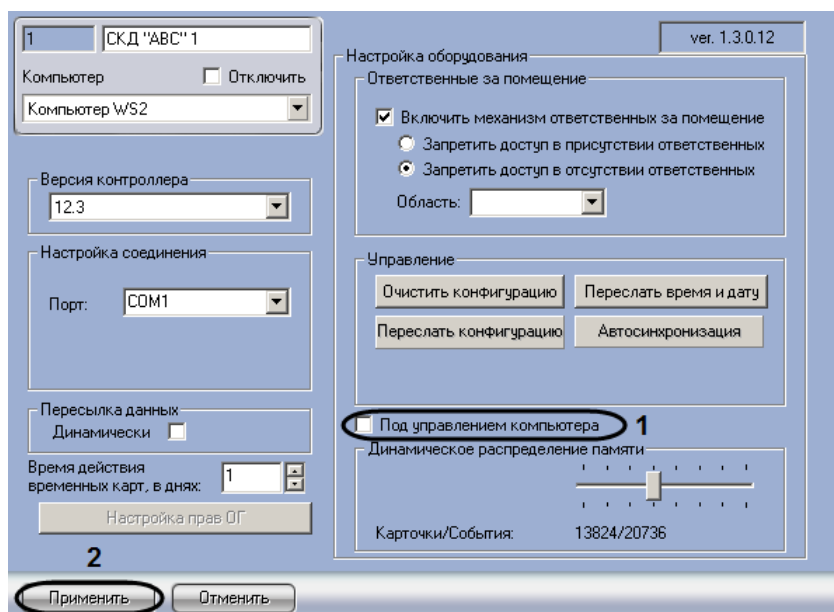 1
СКД "ABC" 1
Компьютер
Отключить
Компьютер WS2
Версия контроллера
12.3
Настройка соединения
Порт:
COM1
Пересылка данных
Динамически
Время действия
временных карт, в днях:
1
Настройка прав ОГ
ver. 1.3.0.12
Настройка оборудования
Ответственные за помещение
Включить механизм ответственных за помещение
Запретить доступ в присутствии ответственных
Запретить доступ в отсутствии ответственных
Область:
Управление
Очистить конфигурацию
Переслать время и дату
Переслать конфигурацию
Автосинхронизация
Под управлением компьютера
1
Динамическое распределение памяти
Карточки/События:
13824/20736
2
Применить
Отменить